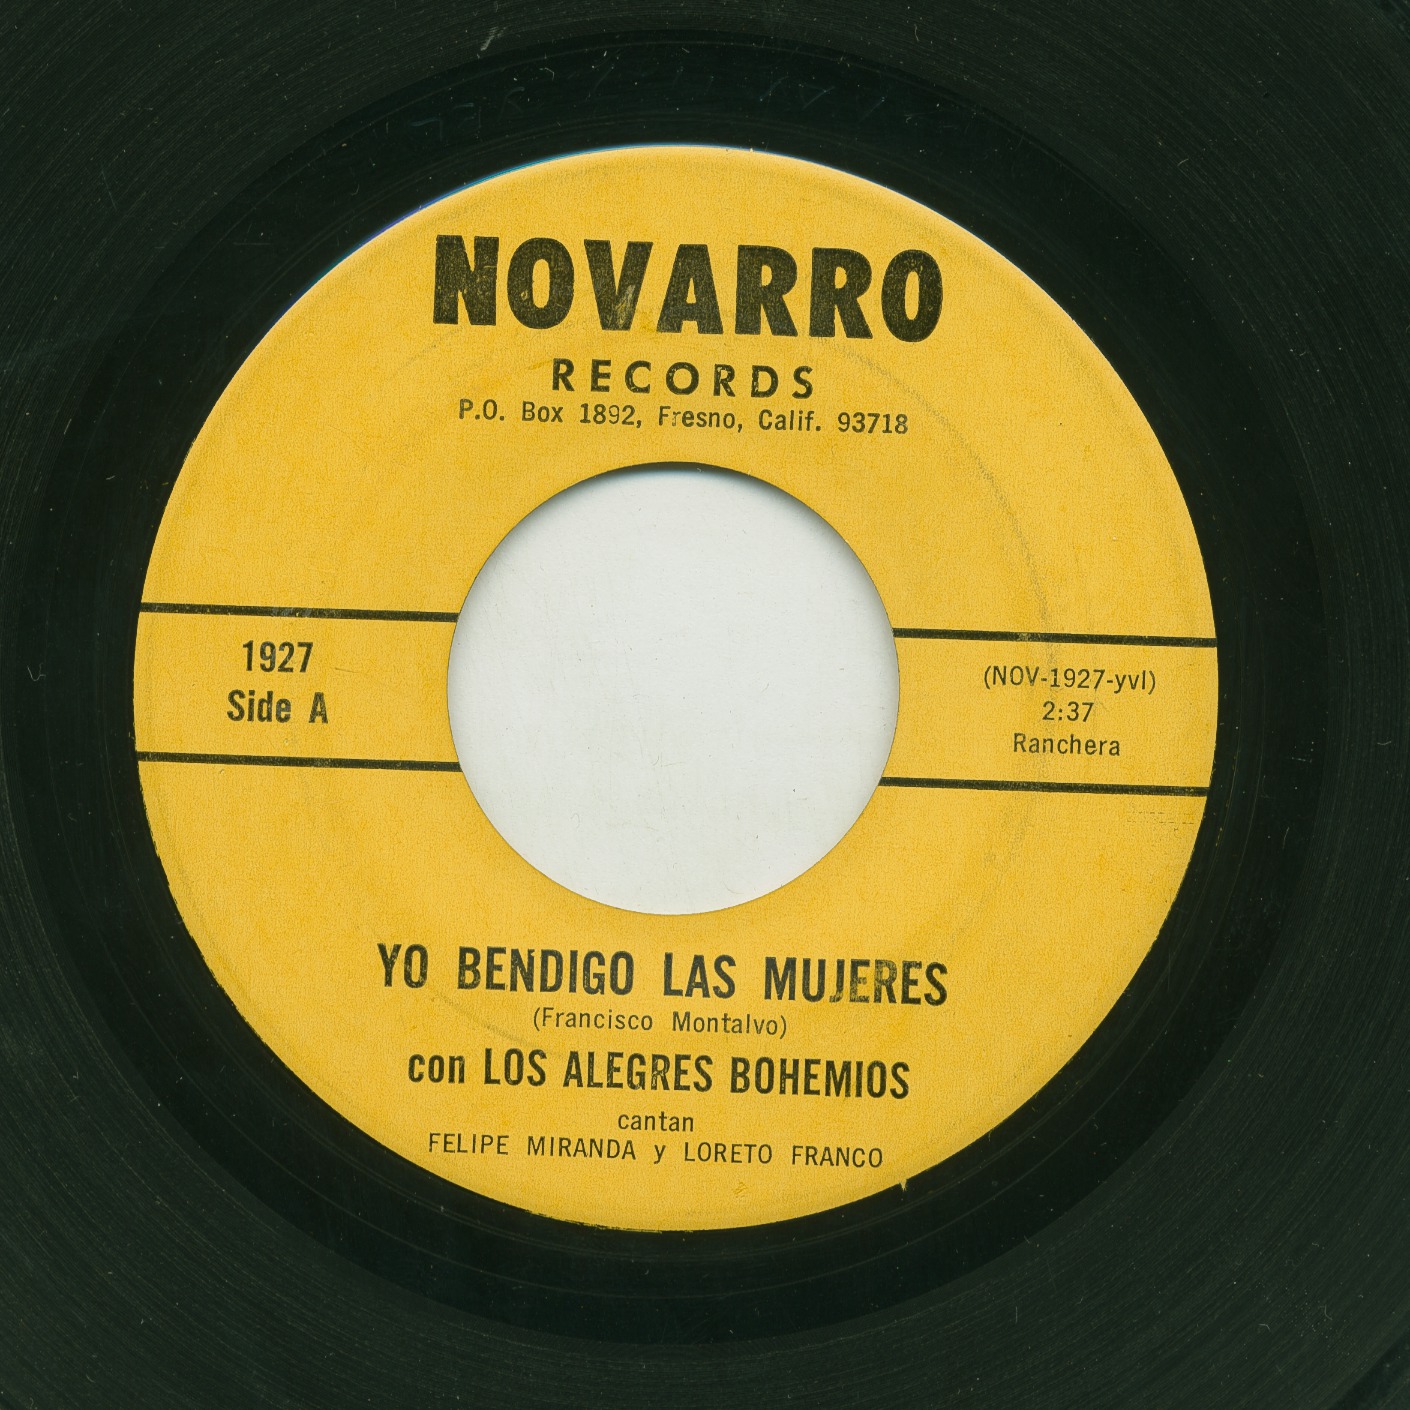 NOVARRO
RECORDS
P.O. Box 1892, Fresno, Calif. 93718
1927
Side A
(NOV-1927-yvl)
2:37
Ranchera
YO BENDIGO LAS MUJERES
(Francisco Montalvo)
con LOS ALEGRES BOHEMIOS
cantan
FELIPE MIRANDA y LORETO FRANCO